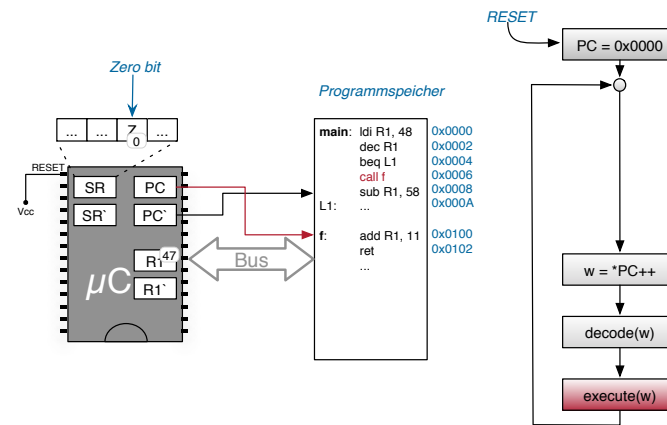 RESET
PC = 0x0000
Zero bit
Programmspeicher
... ... Z ...
0
main: ldi R1, 48 0x0000
dec R1 0x0002
beq L1 0x0004
call f 0x0006
sub R1, 58 0x0008
L1: ... 0x000A
f: add R1, 11 0x0100
ret 0x0102
...
RESET
Vcc
SR PC
SR` PC`
R1 47
R1`
µC
Bus
w = *PC++
decode(w)
execute(w)